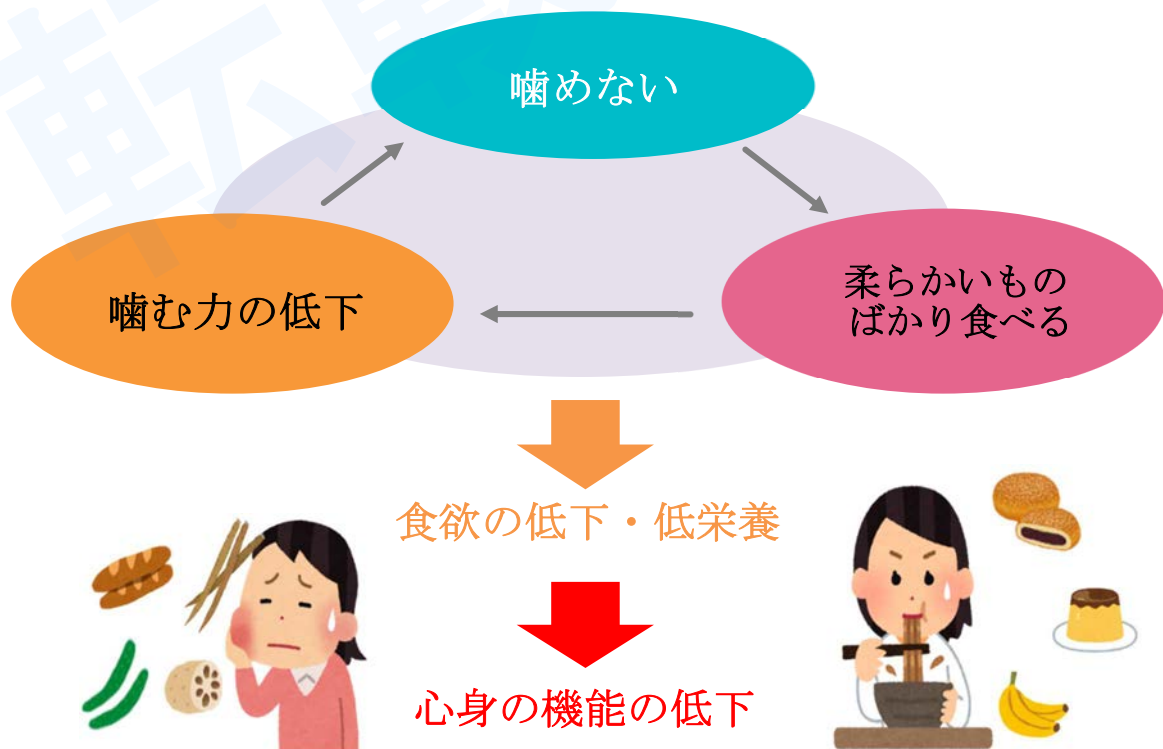 噛めない
柔らかいもの
ばかり食べる
噛む力の低下
食欲の低下・低栄養
心身の機能の低下